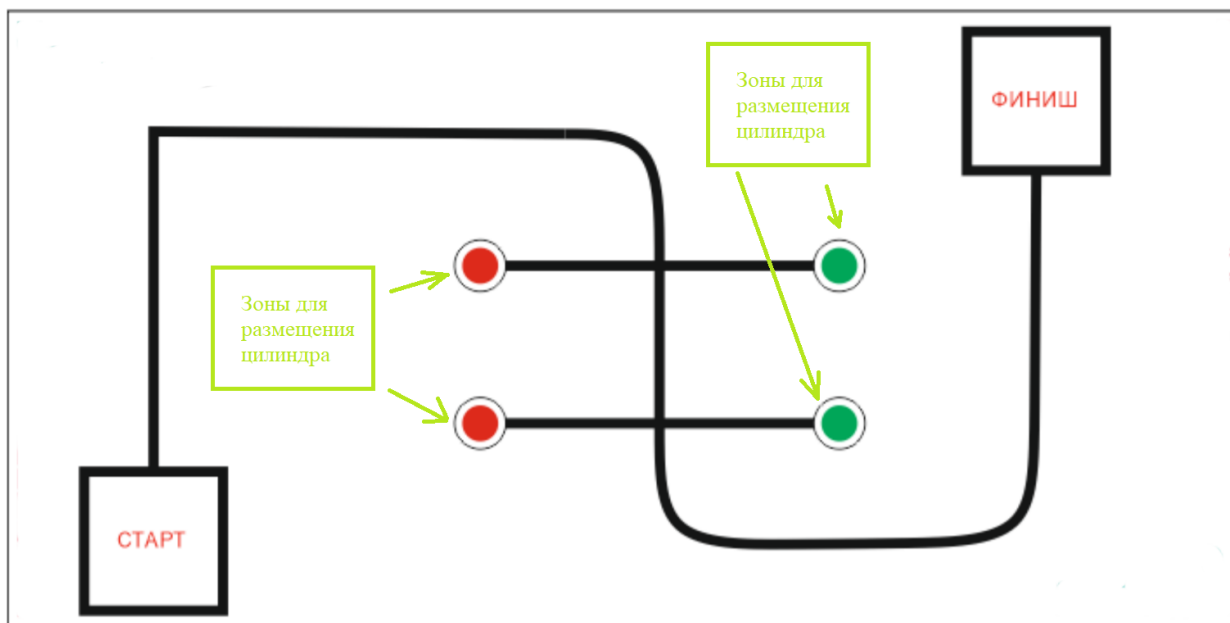 Зоны для
размещения
цилиндра
ФИНИШ
Зоны для
размещения
цилиндра
СТАРТ